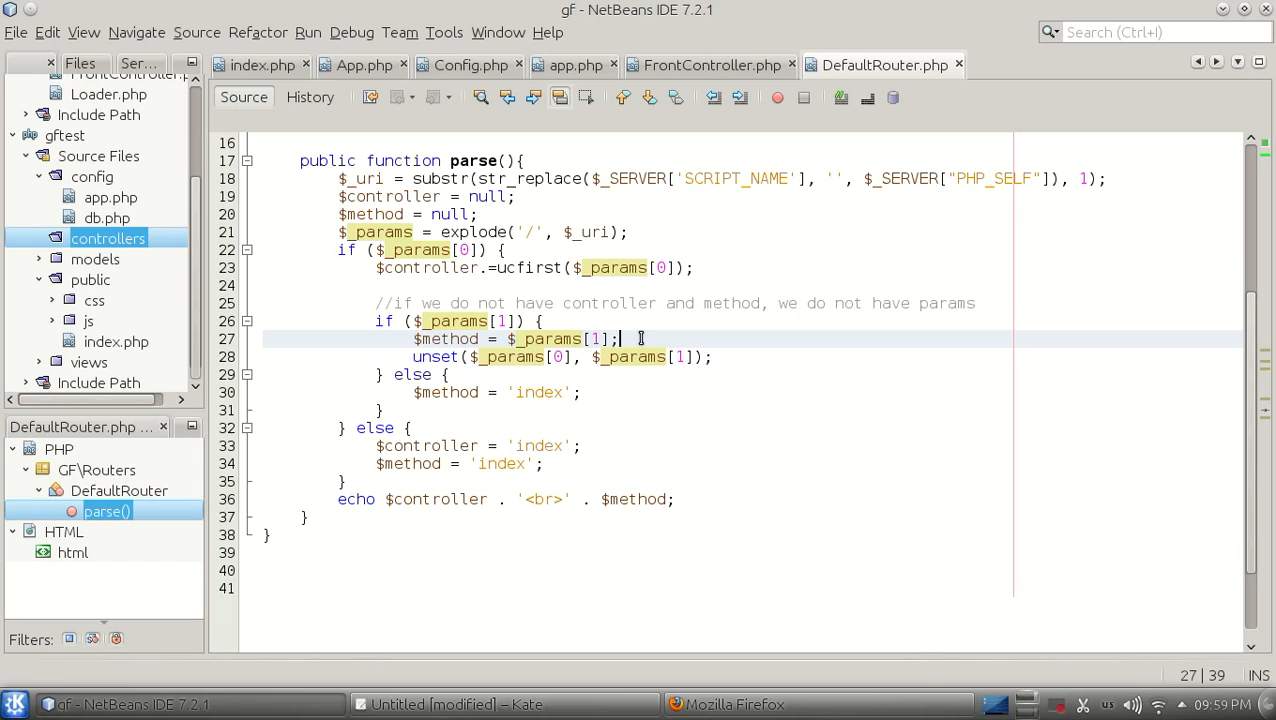 gf - NetBeans IDE 7.2.1
File Edit View Navigate Source Refactor Run Debug Team Tools Window Help
Search (Ctrl+I)
Files Ser...
index.php App.php Config.php app.php FrontController.php DefaultRouter.php
Source History
FrontController.p
Loader.php
Include Path
gftest
Source Files
config
app.php
db.php
controllers
models
public
css
js
index.php
views
Include Path
DefaultRouter.php ...
PHP
GF\Routers
DefaultRouter
parse()
HTML
html
Filters:
16
17 public function parse(){
18 $_uri = substr(str_replace($_SERVER['SCRIPT_NAME'], '', $_SERVER["PHP_SELF"]), 1);
19 $controller = null;
20 $method = null;
21 $_params = explode('/', $_uri);
22 if ($_params[0]) {
23 $controller.=ucfirst($_params[0]);
24
25 //if we do not have controller and method, we do not have params
26 if ($_params[1]) {
27 $method = $_params[1];
28 unset($_params[0], $_params[1]);
29 } else {
30 $method = 'index';
31 }
32 } else {
33 $controller = 'index';
34 $method = 'index';
35 }
36 echo $controller . '<br>' . $method;
37 }
38 }
39
40
41
27 | 39 INS
gf - NetBeans IDE 7.2.1 Untitled [modified] - Kate Mozilla Firefox us 09:59 PM